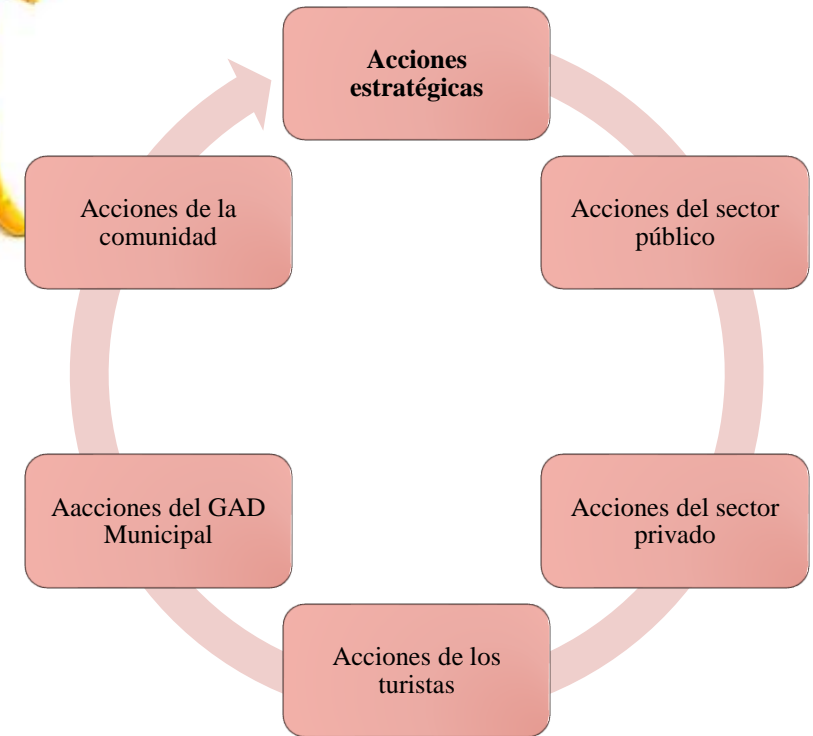 Acciones
estratégicas
Acciones del sector
público
Acciones del sector
privado
Acciones de los
turistas
Aacciones del GAD
Municipal
Acciones de la
comunidad